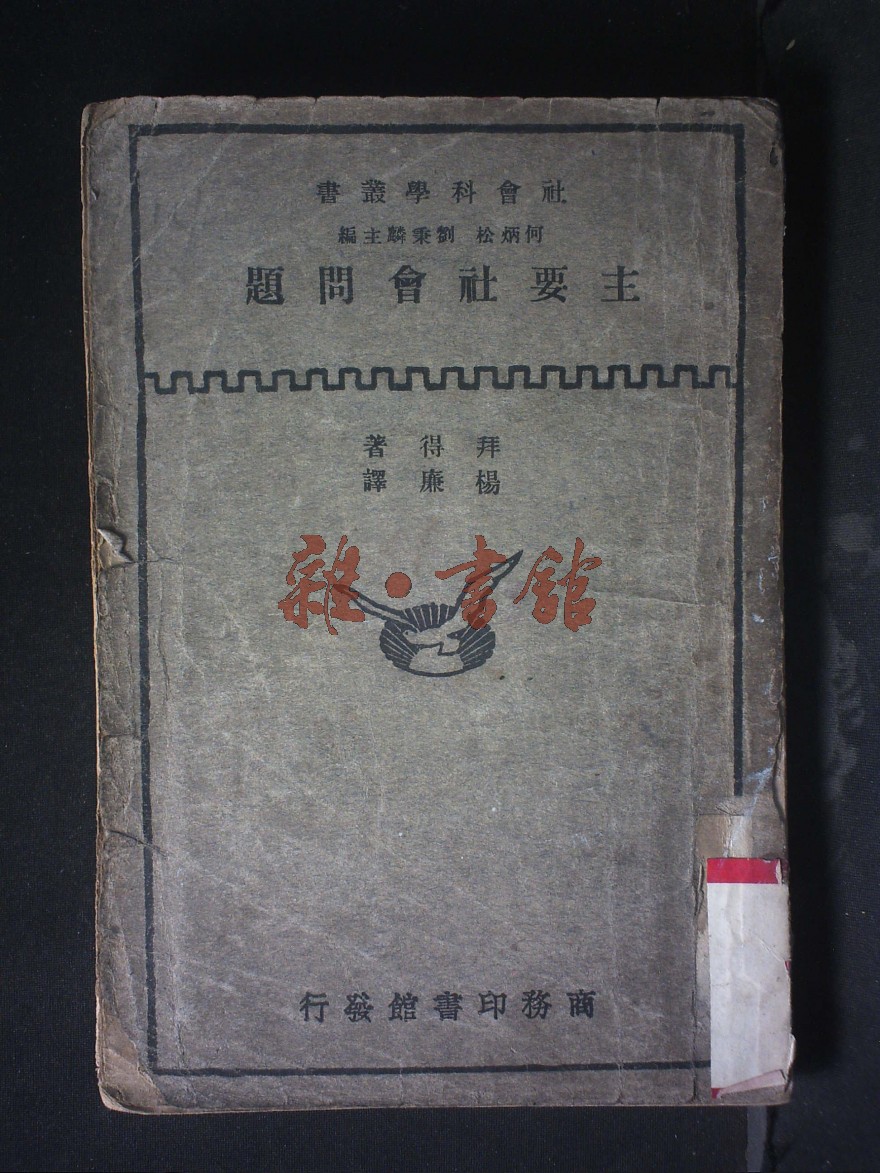 社會科學叢書
何炳松 劉秉麟主編
主要社會問題
拜得著
楊廉譯
雜·書館
商務印書館發行